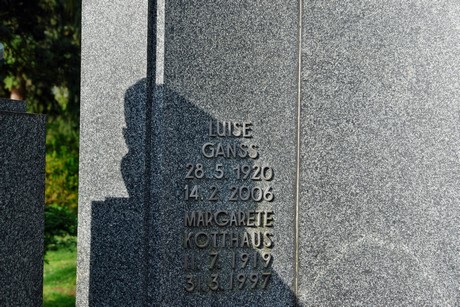 LUISE
GANSS
28.5.1920
14.2.2006
MARGARETE
KOTTHAUS
11.7.1919
31.3.1997